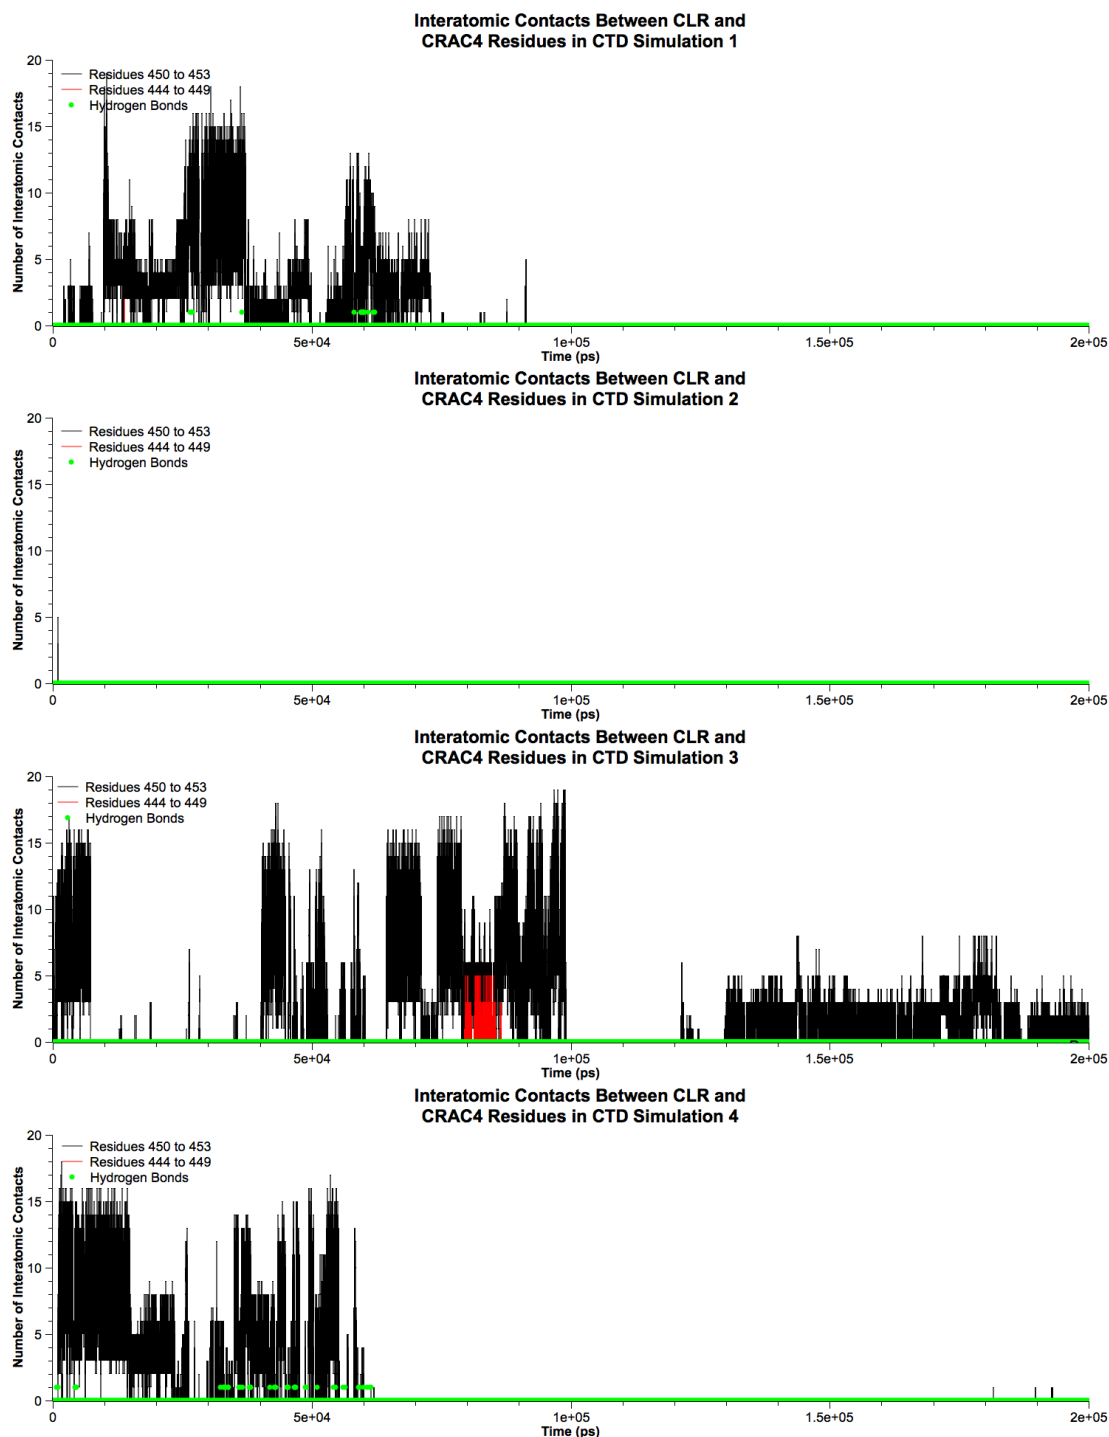 Interatomic Contacts Between CLR and
CRAC4 Residues in CTD Simulation 1
Number of Interatomic Contacts
20
15
10
5
0
Residues 450 to 453
Residues 444 to 449
Hydrogen Bonds
0 5e+04 1e+05 1.5e+05 2e+05
Time (ps)
Interatomic Contacts Between CLR and
CRAC4 Residues in CTD Simulation 2
Number of Interatomic Contacts
20
15
10
5
0
Residues 450 to 453
Residues 444 to 449
Hydrogen Bonds
0 5e+04 1e+05 1.5e+05 2e+05
Time (ps)
Interatomic Contacts Between CLR and
CRAC4 Residues in CTD Simulation 3
Number of Interatomic Contacts
20
15
10
5
0
Residues 450 to 453
Residues 444 to 449
Hydrogen Bonds
0 5e+04 1e+05 1.5e+05 2e+05
Time (ps)
Interatomic Contacts Between CLR and
CRAC4 Residues in CTD Simulation 4
Number of Interatomic Contacts
20
15
10
5
0
Residues 450 to 453
Residues 444 to 449
Hydrogen Bonds
0 5e+04 1e+05 1.5e+05 2e+05
Time (ps)